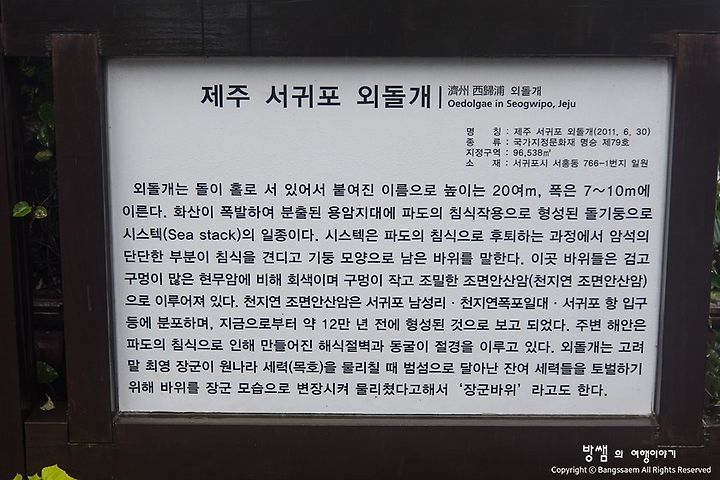 제주 서귀포 외돌개
濟州 西歸浦 외돌개
Oedolgae in Seogwipo, Jeju
명 칭 : 제주 서귀포 외돌개(2011. 6. 30)
종 류 : 국가지정문화재 명승 제79호
지정구역 : 96,538㎡
소 재 : 서귀포시 서홍동 766-1번지 일원
외돌개는 돌이 홀로 서 있어서 붙여진 이름으로 높이는 20여m, 폭은 7~10m에
이른다. 화산이 폭발하여 분출된 용암지대에 파도의 침식작용으로 형성된 돌기둥으로
시스텍(Sea stack)의 일종이다. 시스텍은 파도의 침식으로 후퇴하는 과정에서 암석의
단단한 부분이 침식을 견디고 기둥 모양으로 남은 바위를 말한다. 이곳 바위들은 검고
구멍이 많은 현무암에 비해 회색이며 구멍이 작고 조밀한 조면안산암(천지연 조면안산암)
으로 이루어져 있다. 천지연 조면안산암은 서귀포 남성리·천지연폭포일대·서귀포 항 입구
등에 분포하며, 지금으로부터 약 12만 년 전에 형성된 것으로 보고 되었다. 주변 해안은
파도의 침식으로 인해 만들어진 해식절벽과 동굴이 절경을 이루고 있다. 외돌개는 고려
말 최영 장군이 원나라 세력(목호)을 물리칠 때 범섬으로 달아난 잔여 세력들을 토벌하기
위해 바위를 장군 모습으로 변장시켜 물리쳤다고해서 ‘장군바위’ 라고도 한다.
방쌤 의 여행이야기
Copyright © Bangssaem All Rights Reserved